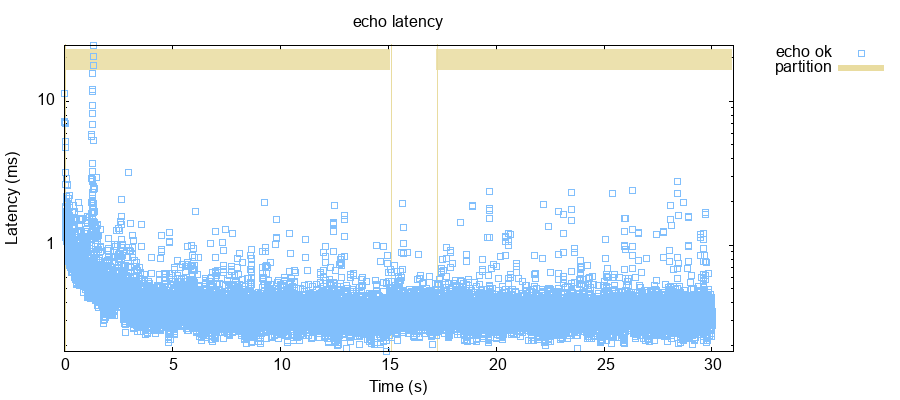 echo latency
echo ok
partition
10
1
Latency (ms)
0 5 10 15 20 25 30
Time (s)